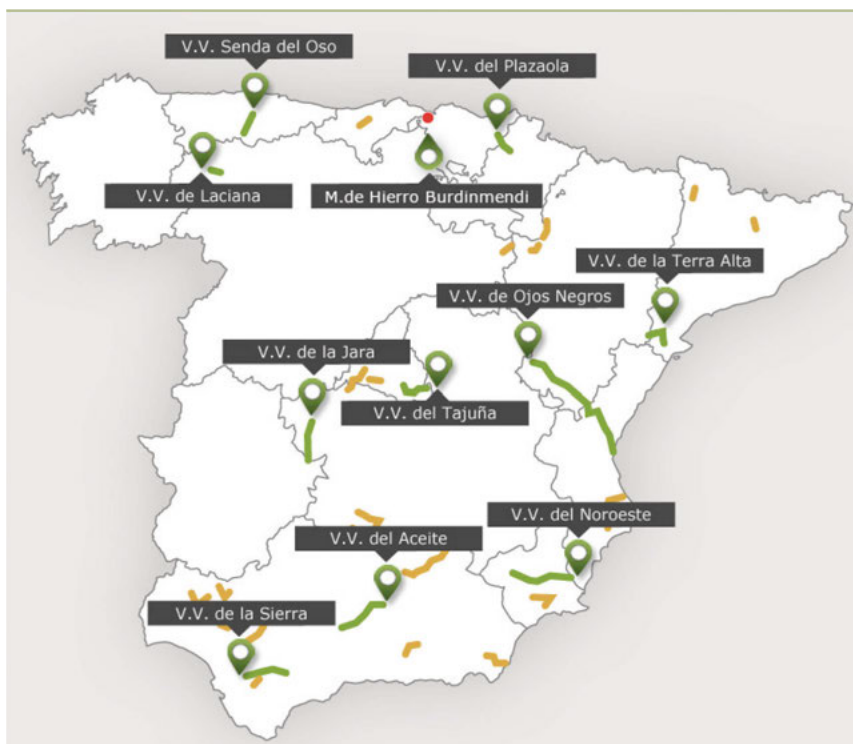 V.V. Senda del Oso
V.V. del Plazaola
V.V. de Laciana
M.de Hierro Burdinmendi
V.V. de la Terra Alta
V.V. de Ojos Negros
V.V. de la Jara
V.V. del Tajuña
V.V. del Noroeste
V.V. del Aceite
V.V. de la Sierra